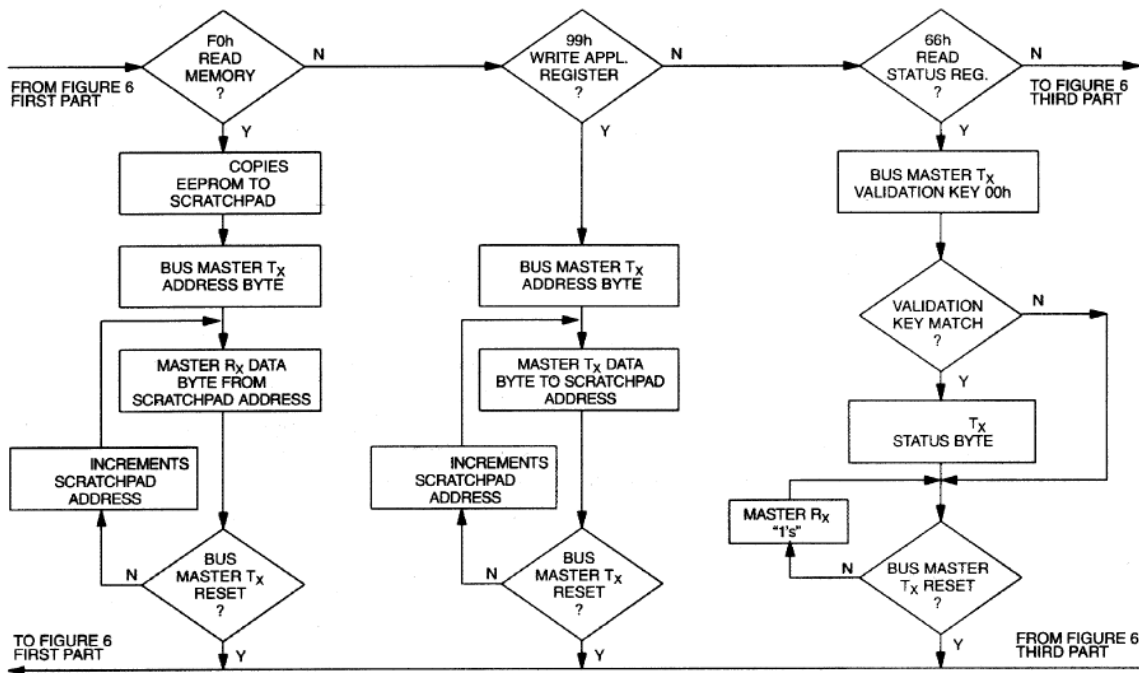 FROM FIGURE 6
FIRST PART
F0h
READ
MEMORY
?
N
Y
COPIES
EEPROM TO
SCRATCHPAD
BUS MASTER TX
ADDRESS BYTE
MASTER RX DATA
BYTE FROM
SCRATCHPAD ADDRESS
INCREMENTS
SCRATCHPAD
ADDRESS
BUS
MASTER TX
RESET
?
N
Y
99h
WRITE APPL.
REGISTER
?
N
Y
BUS MASTER TX
ADDRESS BYTE
MASTER TX DATA
BYTE TO SCRATCHPAD
ADDRESS
INCREMENTS
SCRATCHPAD
ADDRESS
BUS
MASTER TX
RESET
?
N
Y
66h
READ
STATUS REG.
?
N
Y
TO FIGURE 6
THIRD PART
BUS MASTER TX
VALIDATION KEY 00h
VALIDATION
KEY MATCH
?
N
Y
TX
STATUS BYTE
MASTER RX
"1's"
BUS MASTER
TX RESET
?
N
Y
TO FIGURE 6
FIRST PART
FROM FIGURE 6
THIRD PART